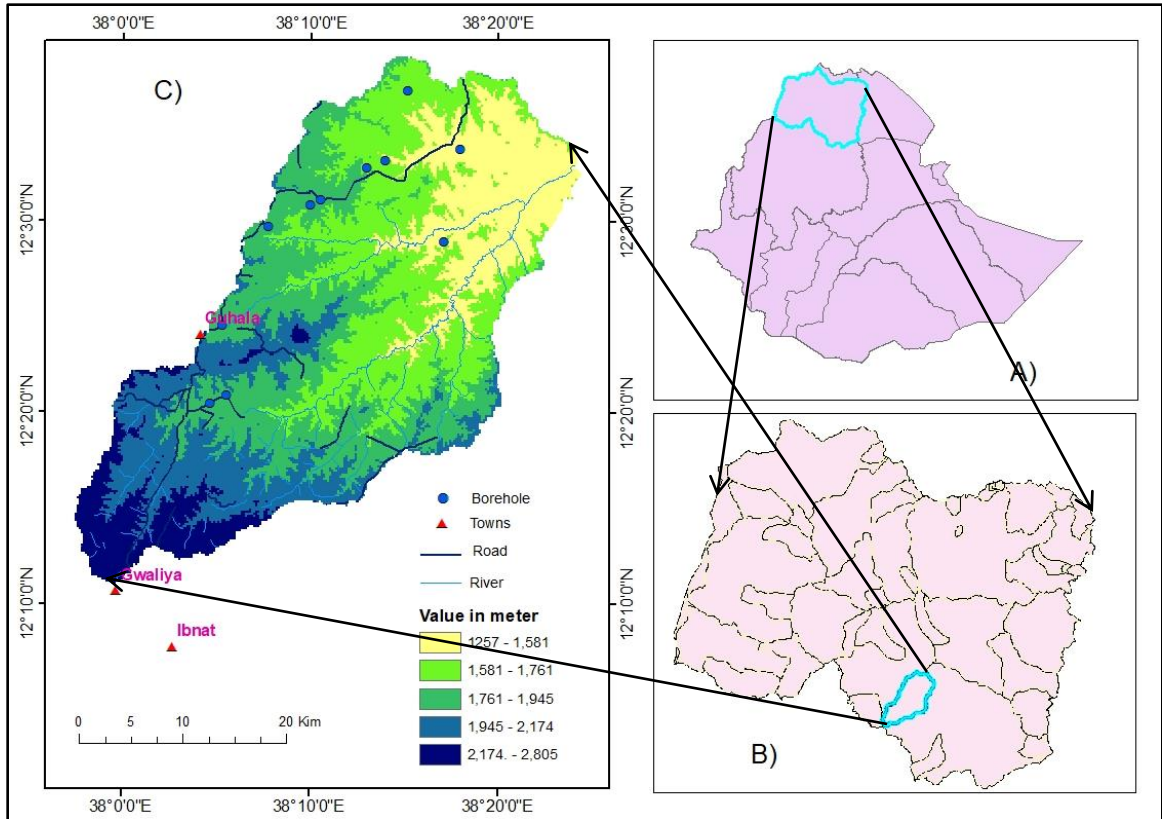 38°0'0"E 38°10'0"E 38°20'0"E
C)
12°30'0"N
12°20'0"N
12°10'0"N
Guhala
Gwaliya
Ibnat
Borehole
Towns
Road
River
Value in meter
1257 - 1,581
1,581 - 1,761
1,761 - 1,945
1,945 - 2,174
2,174. - 2,805
0 5 10 20 Kim
38°0'0"E 38°10'0"E 38°20'0"E
A)
12°30'0"N
12°20'0"N
12°10'0"N
B)